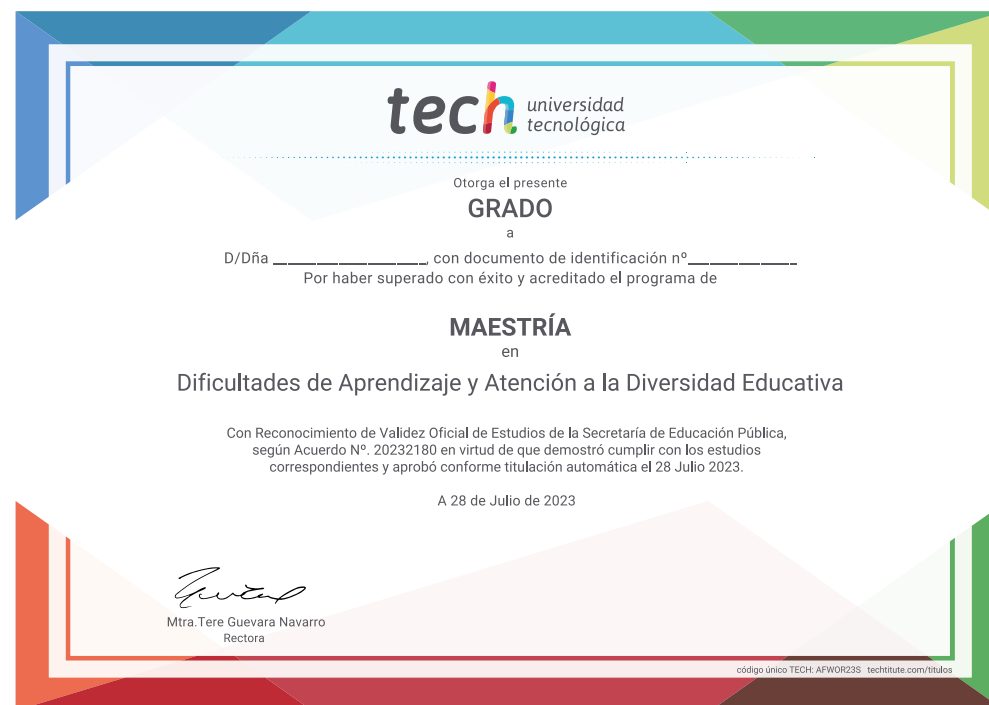 tech universidad
tecnológica
Otorga el presente
GRADO
a
D/Dña ____________________, con documento de identificación nº______________
Por haber superado con éxito y acreditado el programa de
MAESTRÍA
en
Dificultades de Aprendizaje y Atención a la Diversidad Educativa
Con Reconocimiento de Validez Oficial de Estudios de la Secretaría de Educación Pública,
según Acuerdo Nº. 20232180 en virtud de que demostró cumplir con los estudios
correspondientes y aprobó conforme titulación automática el 28 Julio 2023.
A 28 de Julio de 2023
Mtra.Tere Guevara Navarro
Rectora
código único TECH: AFWOR23S techtitute.com/titulos